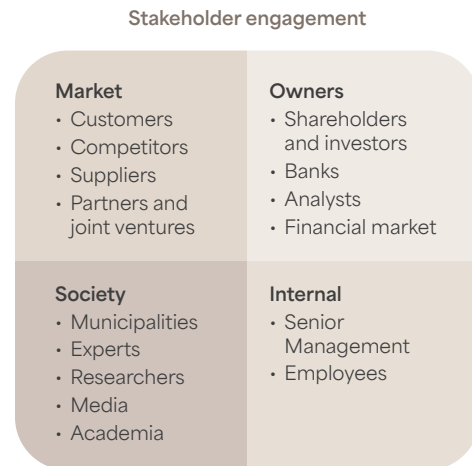 Stakeholder engagement
Market
• Customers
• Competitors
• Suppliers
• Partners and
joint ventures
Owners
• Shareholders
and investors
• Banks
• Analysts
• Financial market
Society
• Municipalities
• Experts
• Researchers
• Media
• Academia
Internal
• Senior
Management
• Employees